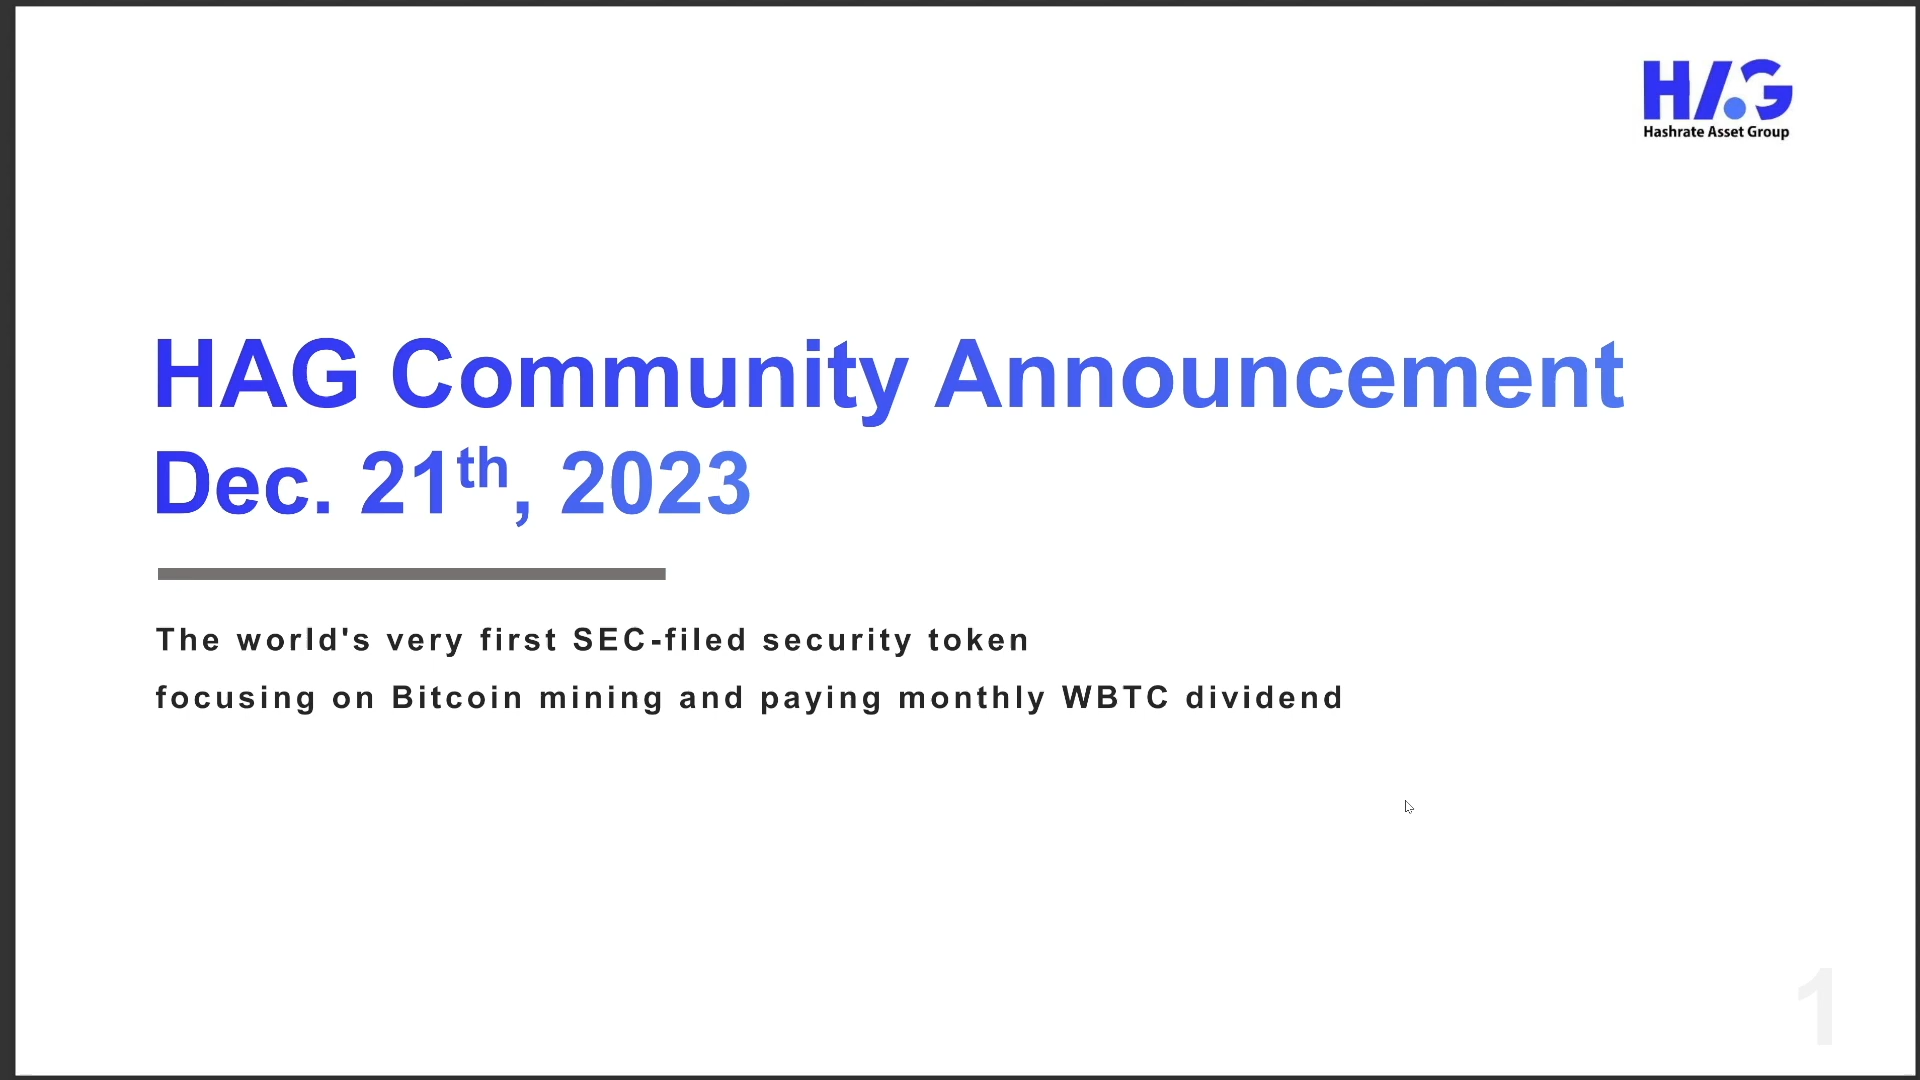 HAG
Hashrate Asset Group
HAG Community Announcement
Dec. 21th, 2023
The world's very first SEC-filed security token
focusing on Bitcoin mining and paying monthly WBTC dividend
1